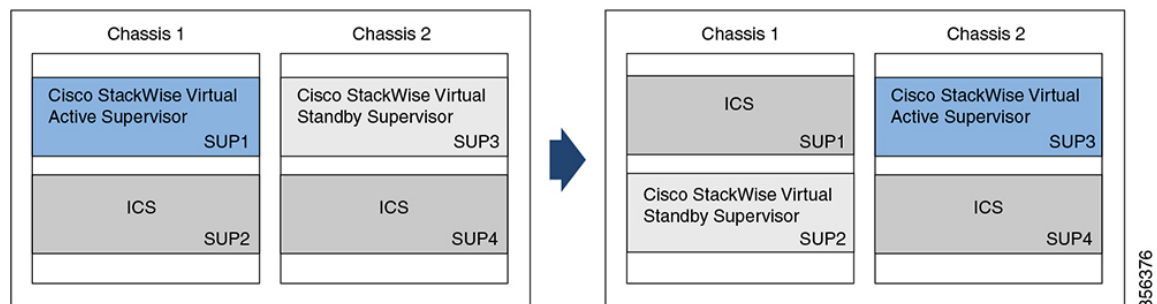 Chassis 1
Chassis 2
Cisco StackWise Virtual
Active Supervisor
SUP1
Cisco StackWise Virtual
Standby Supervisor
SUP3
ICS
SUP2
ICS
SUP4
Chassis 1
Chassis 2
ICS
SUP1
Cisco StackWise Virtual
Active Supervisor
SUP3
Cisco StackWise Virtual
Standby Supervisor
SUP2
ICS
SUP4
356376